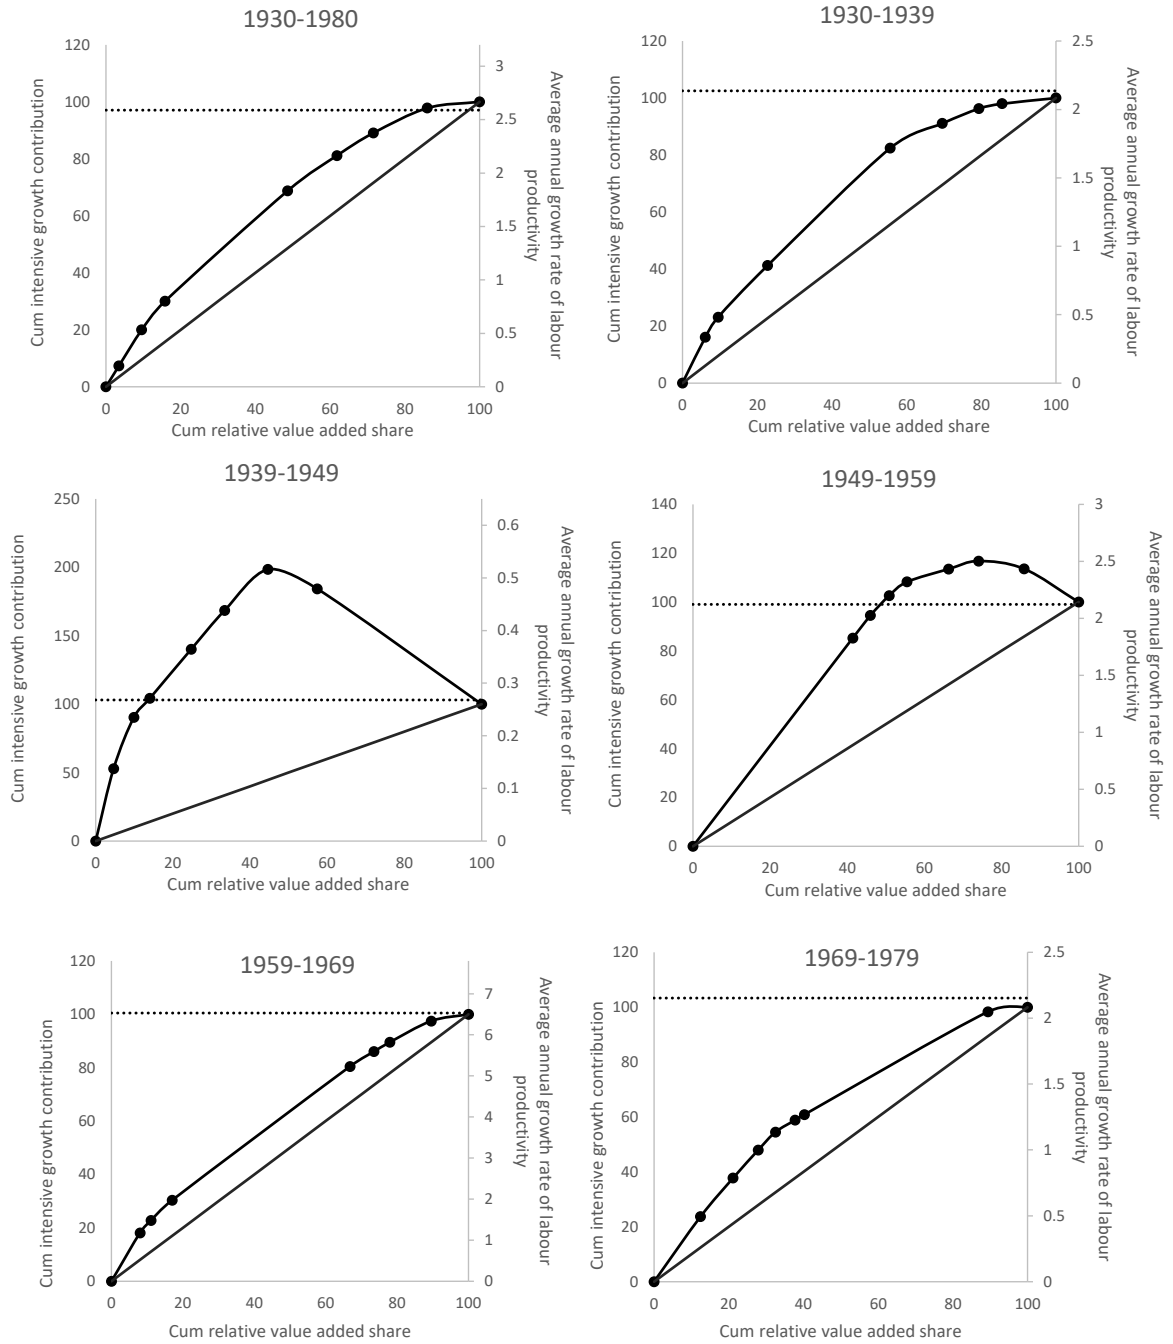 1930-1980
120
100
80
60
40
20
0
Cum intensive growth contribution
3
2.5
2
1.5
1
0.5
0
Average annual growth rate of labour
productivity
0 20 40 60 80 100
Cum relative value added share
1930-1939
120
100
80
60
40
20
0
Cum intensive growth contribution
2.5
2
1.5
1
0.5
0
Average annual growth rate of labour
productivity
0 20 40 60 80 100
Cum relative value added share
1939-1949
250
200
150
100
50
0
Cum intensive growth contribution
0.6
0.5
0.4
0.3
0.2
0.1
0
Average annual growth rate of labour
productivity
0 20 40 60 80 100
Cum relative value added share
1949-1959
140
120
100
80
60
40
20
0
Cum intensive growth contribution
3
2.5
2
1.5
1
0.5
0
Average annual growth rate of labour
productivity
0 20 40 60 80 100
Cum relative value added share
1959-1969
120
100
80
60
40
20
0
Cum intensive growth contribution
7
6
5
4
3
2
1
0
Average annual growth rate of labour
productivity
0 20 40 60 80 100
Cum relative value added share
1969-1979
120
100
80
60
40
20
0
Cum intensive growth contribution
2.5
2
1.5
1
0.5
0
Average annual growth rate of labour
productivity
0 20 40 60 80 100
Cum relative value added share